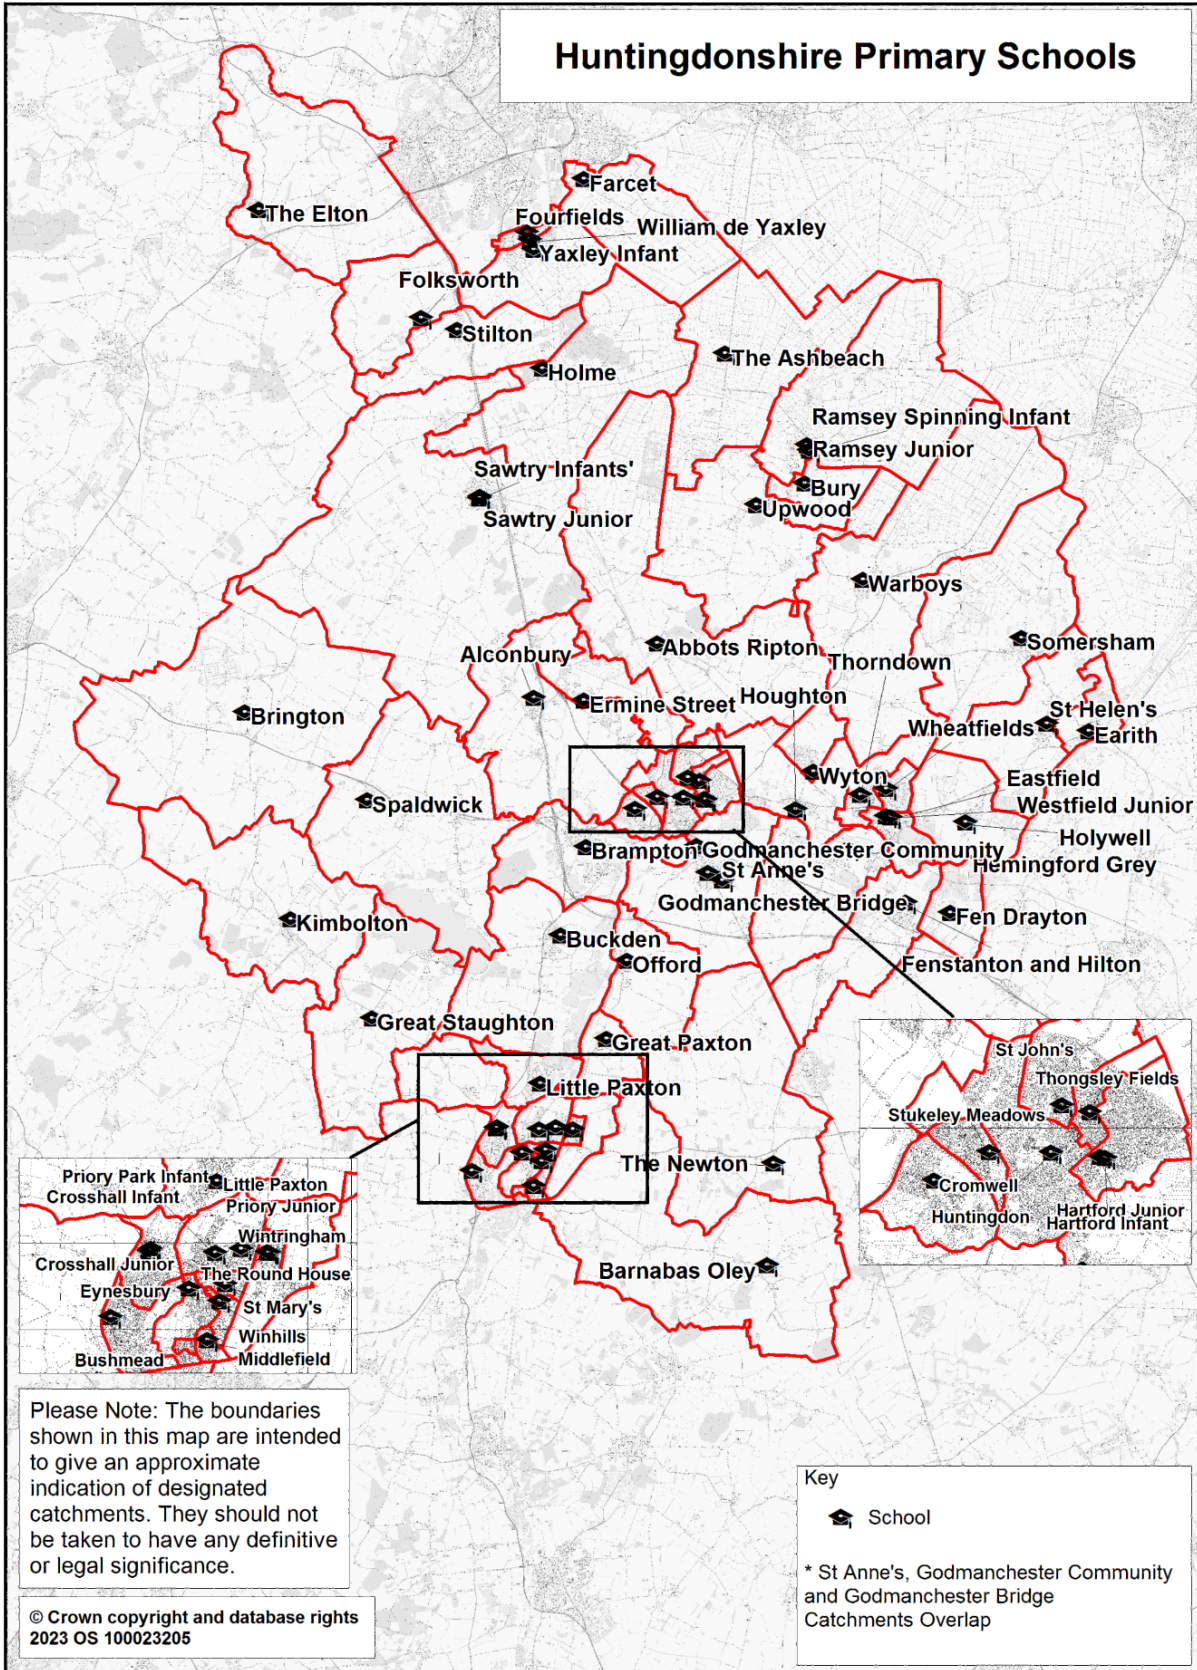 Huntingdonshire Primary Schools
Farcet
The Elton
Fourfields
William de Yaxley
Yaxley Infant
Folksworth
Stilton
The Ashbeach
Holme
Ramsey Spinning Infant
Ramsey Junior
Sawtry Infants'
Bury
Upwood
Sawtry Junior
Warboys
Somersham
Abbots Ripton
Alconbury
Thorndown
Houghton
Ermine Street
St Helen's
Brington
Wheatfields
Earith
Wyton
Eastfield
Spaldwick
Westfield Junior
Holywell
Brampton
Godmanchester Community
Hemingford Grey
St Anne's
Godmanchester Bridge
Fen Drayton
Kimbolton
Buckden
Offord
Fenstanton and Hilton
Great Staughton
Great Paxton
Little Paxton
The Newton
Barnabas Oley
St John's
Thongsley Fields
Stukeley Meadows
Cromwell
Huntingdon
Hartford Junior
Hartford Infant
Priory Park Infant
Little Paxton
Crosshall Infant
Priory Junior
Wintringham
Crosshall Junior
The Round House
Eynesbury
St Mary's
Winhills
Bushmead
Middlefield
Please Note: The boundaries
shown in this map are intended
to give an approximate
indication of designated
catchments. They should not
be taken to have any definitive
or legal significance.
© Crown copyright and database rights
2023 OS 100023205
Key
School
* St Anne's, Godmanchester Community
and Godmanchester Bridge
Catchments Overlap